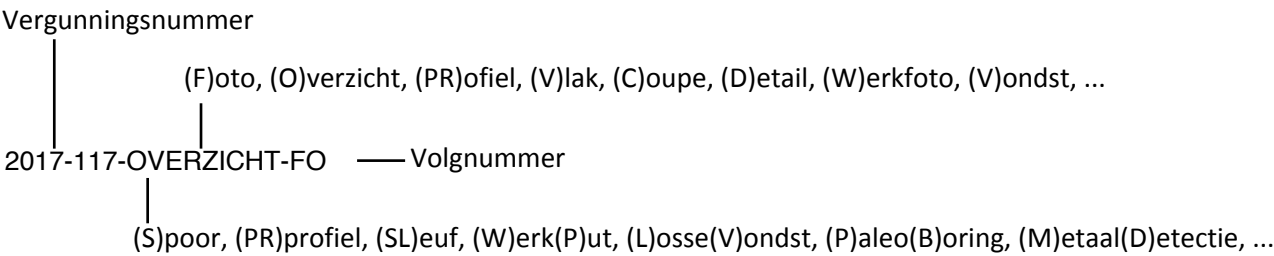 Vergunningsnummer
(F)oto, (O)verzicht, (PR)ofiel, (V)lak, (C)oupe, (D)etail, (W)erkfoto, (V)ondst, ...
2017-117-OVERZICHT-FO Volgnummer
(S)poor, (PR)profiel, (SL)euf, (W)erk(P)ut, (L)osse(V)ondst, (P)aleo(B)oring, (M)etaal(D)etectie, ...